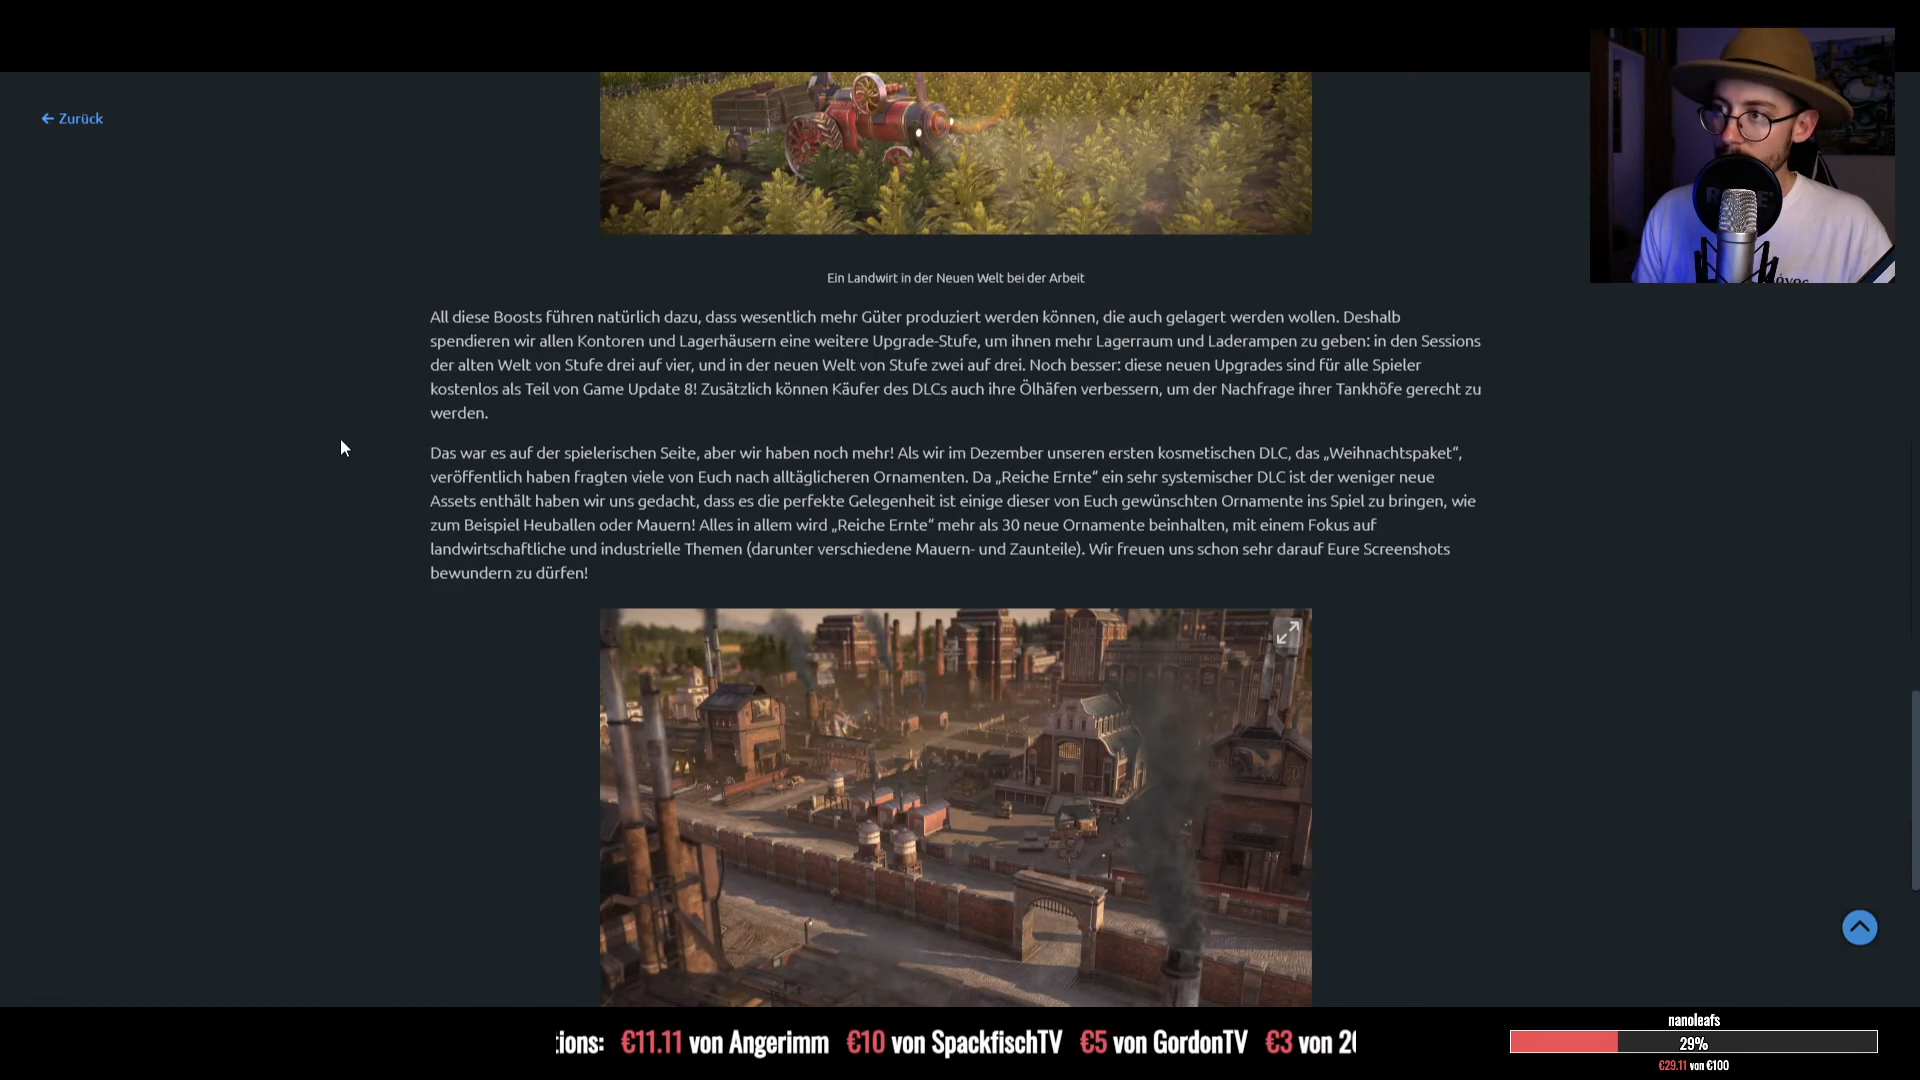 Zurück
Ein Landwirt in der Neuen Welt bei der Arbeit
All diese Boosts führen natürlich dazu, dass wesentlich mehr Güter produziert werden können, die auch gelagert werden wollen. Deshalb
spendieren wir allen Kontoren und Lagerhäusern eine weitere Upgrade-Stufe, um ihnen mehr Lagerraum und Laderampen zu geben: in den Sessions
der alten Welt von Stufe drei auf vier, und in der neuen Welt von Stufe zwei auf drei. Noch besser: diese neuen Upgrades sind für alle Spieler
kostenlos als Teil von Game Update 8! Zusätzlich können Käufer des DLCs auch ihre Ölhäfen verbessern, um der Nachfrage ihrer Tankhöfe gerecht zu
werden.
Das war es auf der spielerischen Seite, aber wir haben noch mehr! Als wir im Dezember unseren ersten kosmetischen DLC, das „Weihnachtspaket“,
veröffentlich haben fragten viele von Euch nach alltäglicheren Ornamenten. Da „Reiche Ernte“ ein sehr systemischer DLC ist der weniger neue
Assets enthält haben wir uns gedacht, dass es die perfekte Gelegenheit ist einige dieser von Euch gewünschten Ornamente ins Spiel zu bringen, wie
zum Beispiel Heuballen oder Mauern! Alles in allem wird „Reiche Ernte“ mehr als 30 neue Ornamente beinhalten, mit einem Fokus auf
landwirtschaftliche und industrielle Themen (darunter verschiedene Mauern- und Zaunteile). Wir freuen uns schon sehr darauf Eure Screenshots
bewundern zu dürfen!
tions: €11.11 von Angerimm €10 von SpackfischTV €5 von GordonTV €3 von 20
nanoleafs
29%
€29.11 von €100